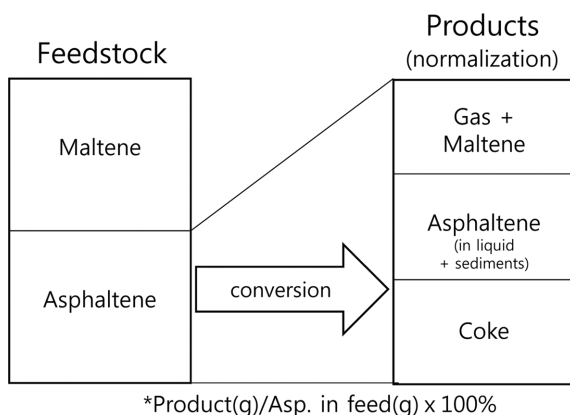 Feedstock
Maltene
Asphaltene
conversion
Products
(normalization)
Gas +
Maltene
Asphaltene
(in liquid
+ sediments)
Coke
*Product(g)/Asp. in feed(g) x 100%